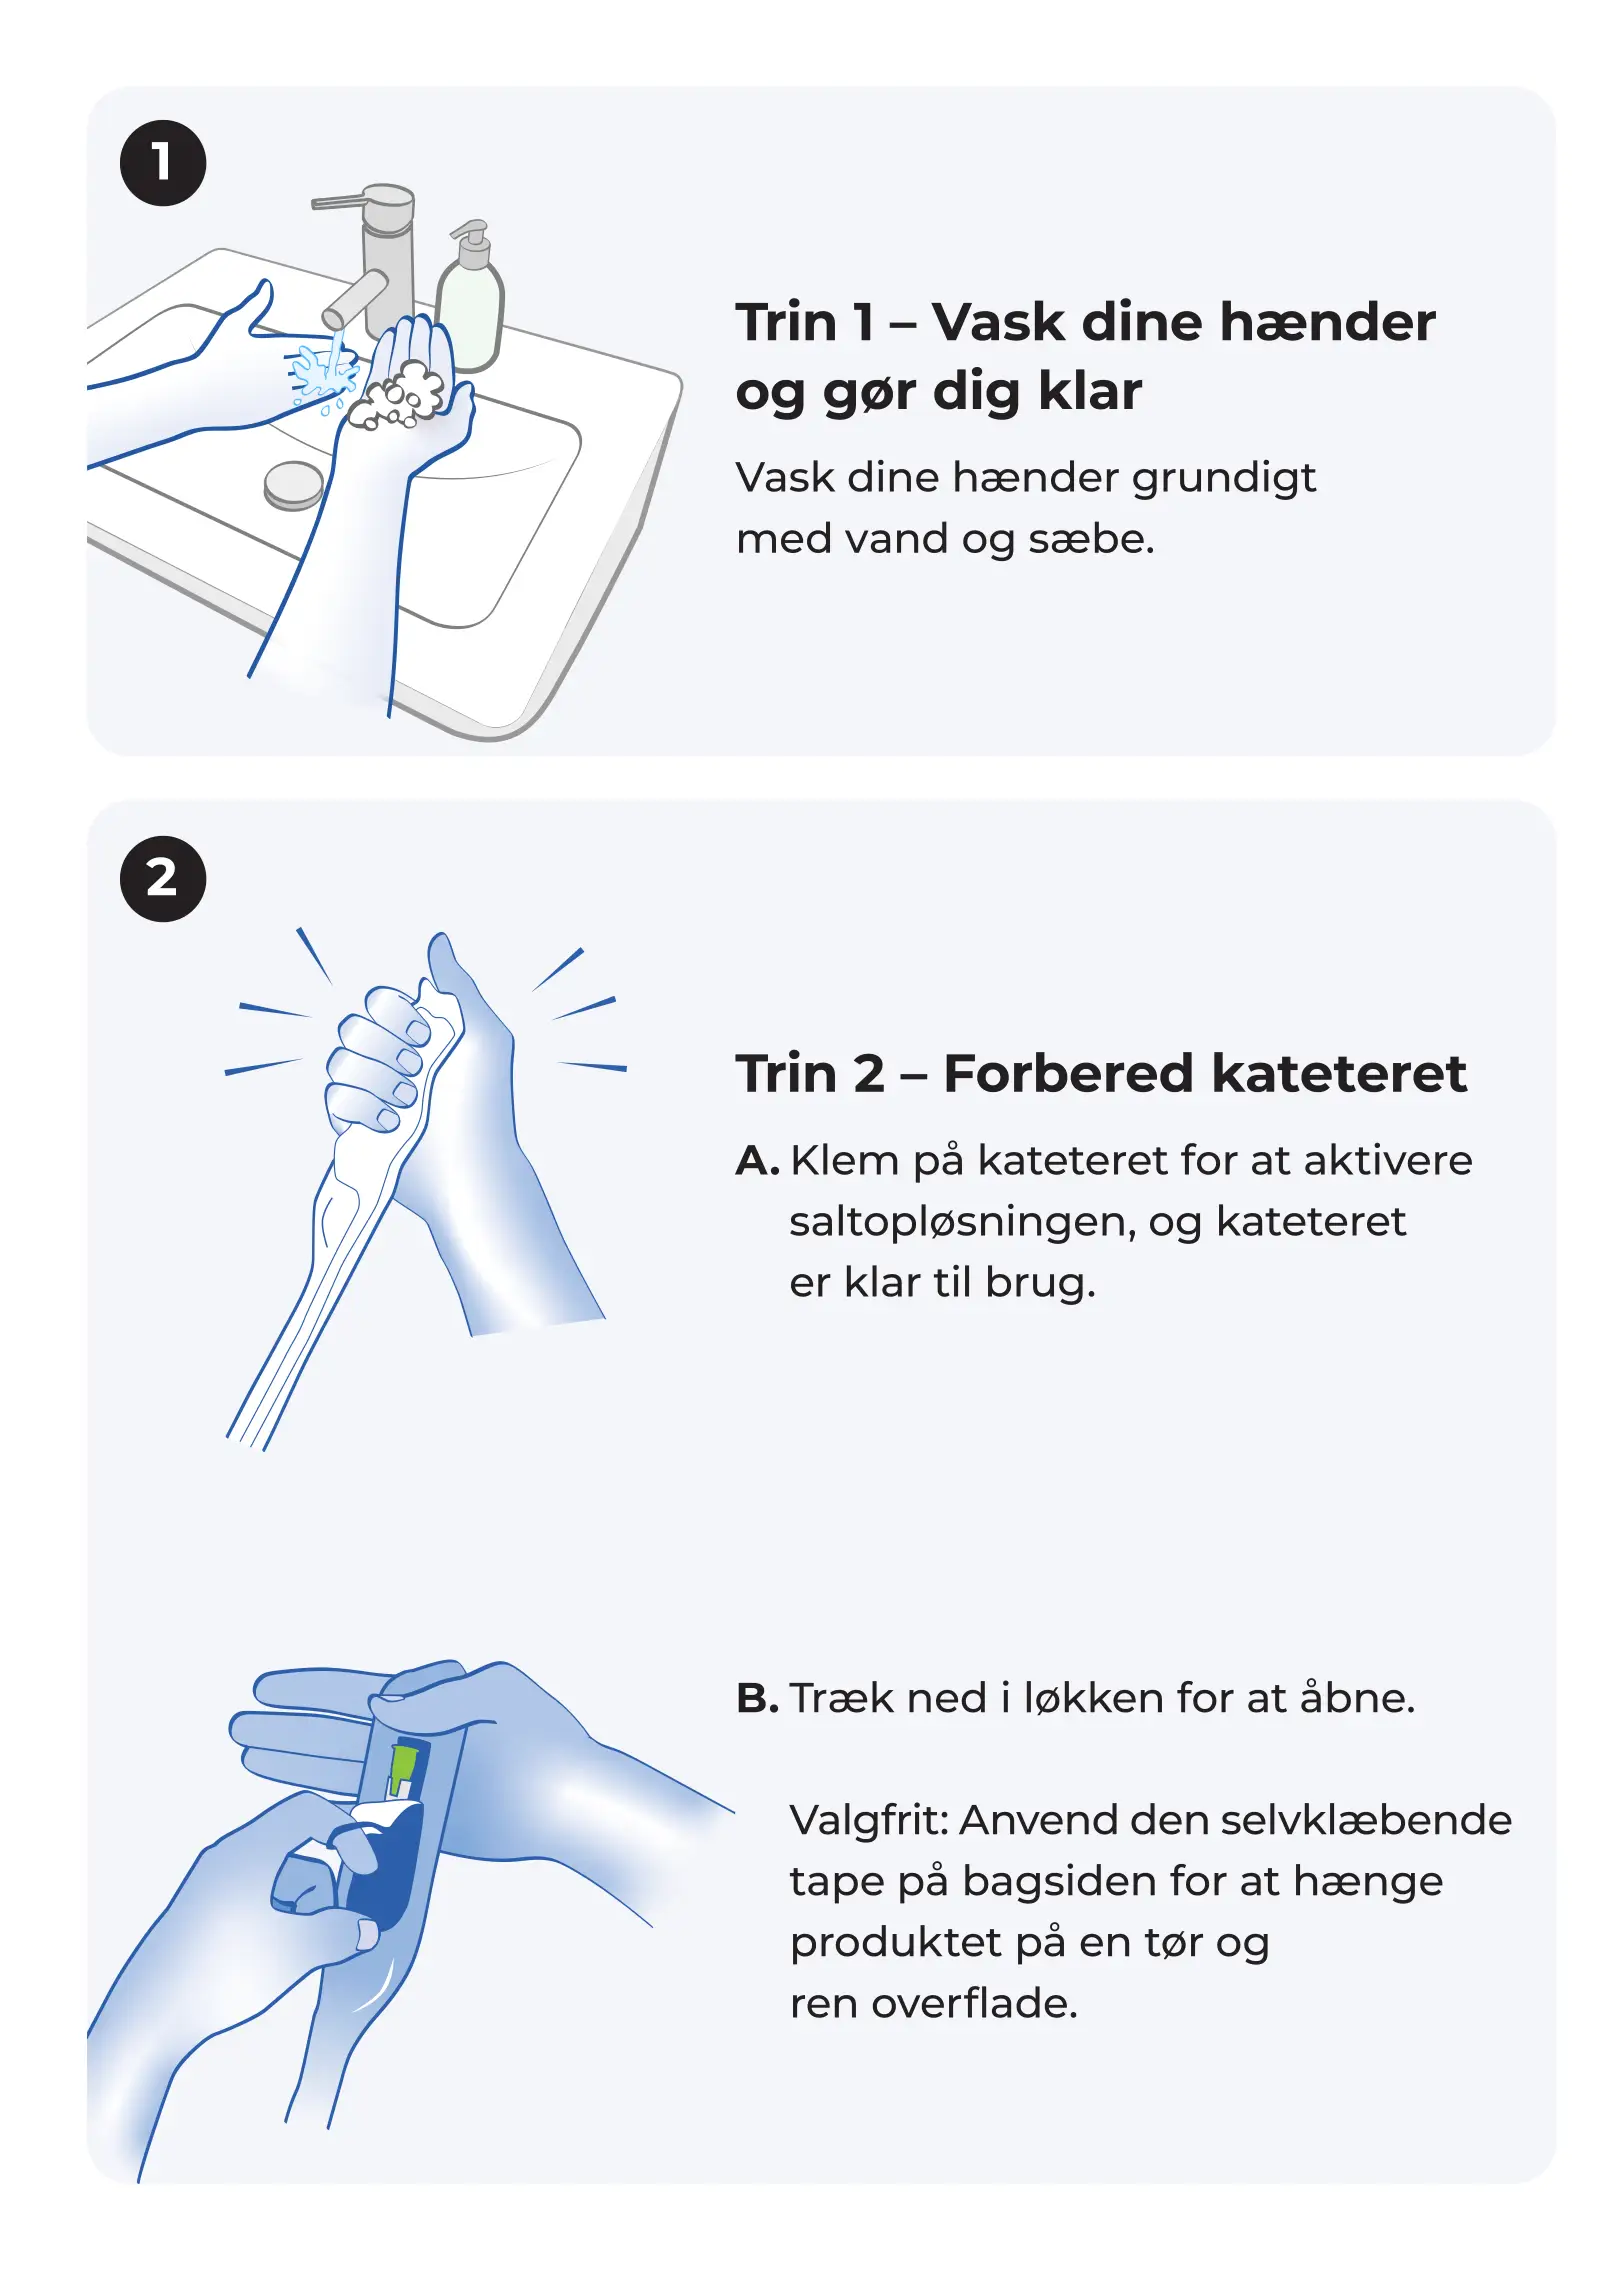 1
Trin 1 – Vask dine hænder
og gør dig klar
Vask dine hænder grundigt
med vand og sæbe.
2
Trin 2 – Forbered kateteret
A. Klem på kateteret for at aktivere
saltopløsningen, og kateteret
er klar til brug.
B. Træk ned i løkken for at åbne.
Valgfrit: Anvend den selvklæbende
tape på bagsiden for at hænge
produktet på en tør og
ren overflade.